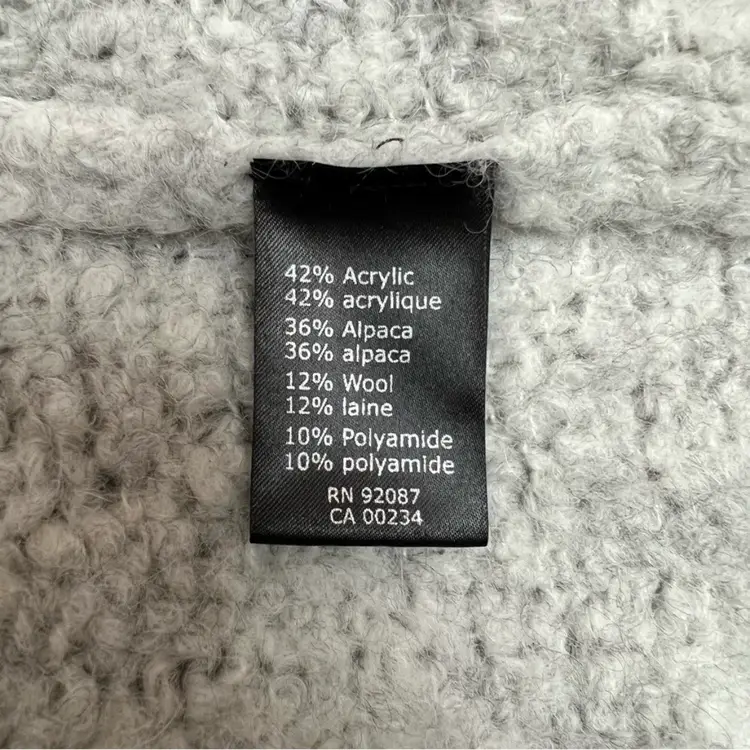 42% Acrylic
42% acrylique
36% Alpaca
36% alpaca
12% Wool
12% laine
10% Polyamide
10% polyamide
RN 92087
CA 00234